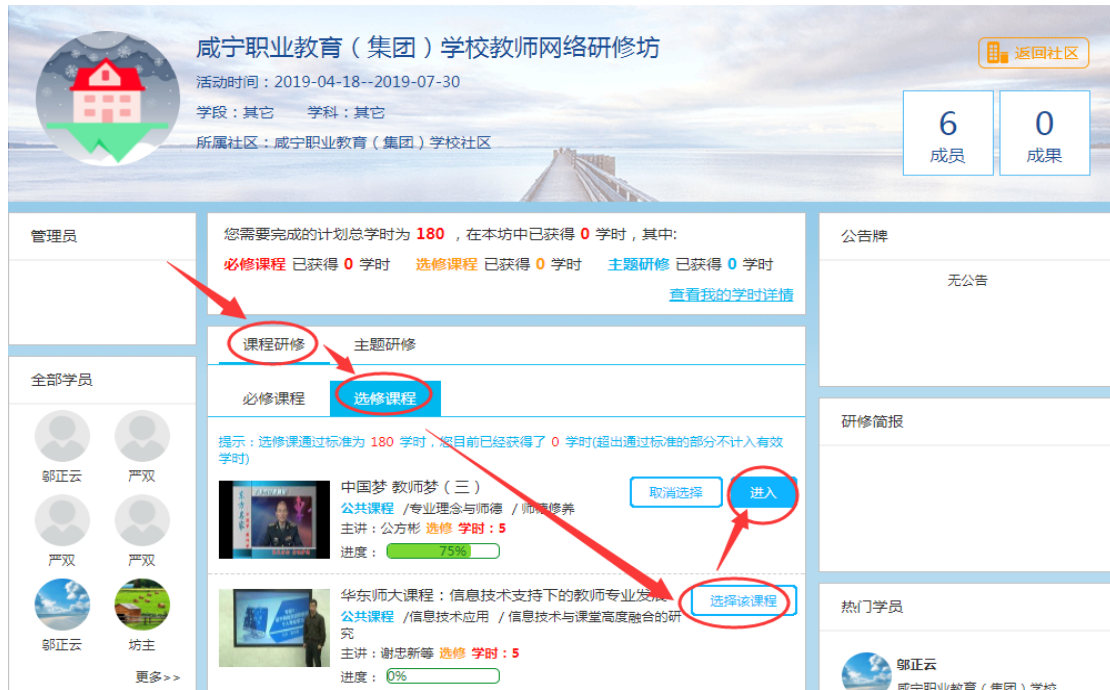 咸宁职业教育（集团）学校教师网络研修坊
活动时间：2019-04-18--2019-07-30
学段：其它 学科：其它
所属社区：咸宁职业教育（集团）学校社区
返回社区
6
成员
0
成果
管理员
全部学员
邬正云 严双
严双 严双
邬正云 坊主
更多>>
您需要完成的计划总学时为 180 ，在本坊中已获得 0 学时，其中:
必修课程 已获得 0 学时 选修课程 已获得 0 学时 主题研修 已获得 0 学时
查看我的学时详情
课程研修 主题研修
必修课程 选修课程
提示：选修课通过标准为 180 学时，您目前已经获得了 0 学时(超出通过标准的部分不计入有效
学时)
中国梦 教师梦（三）
公共课程 /专业理念与师德 /师德修养
主讲：公方彬 选修 学时：5
进度： 75%
取消选择 进入
华东师大课程：信息技术支持下的教师专业发展
公共课程 /信息技术应用 /信息技术与课堂高度融合的研
究
主讲：谢忠新等 选修 学时：5
进度： 0%
选择该课程
公告牌
无公告
研修简报
热门学员
邬正云
咸宁职业教育（集团）学校